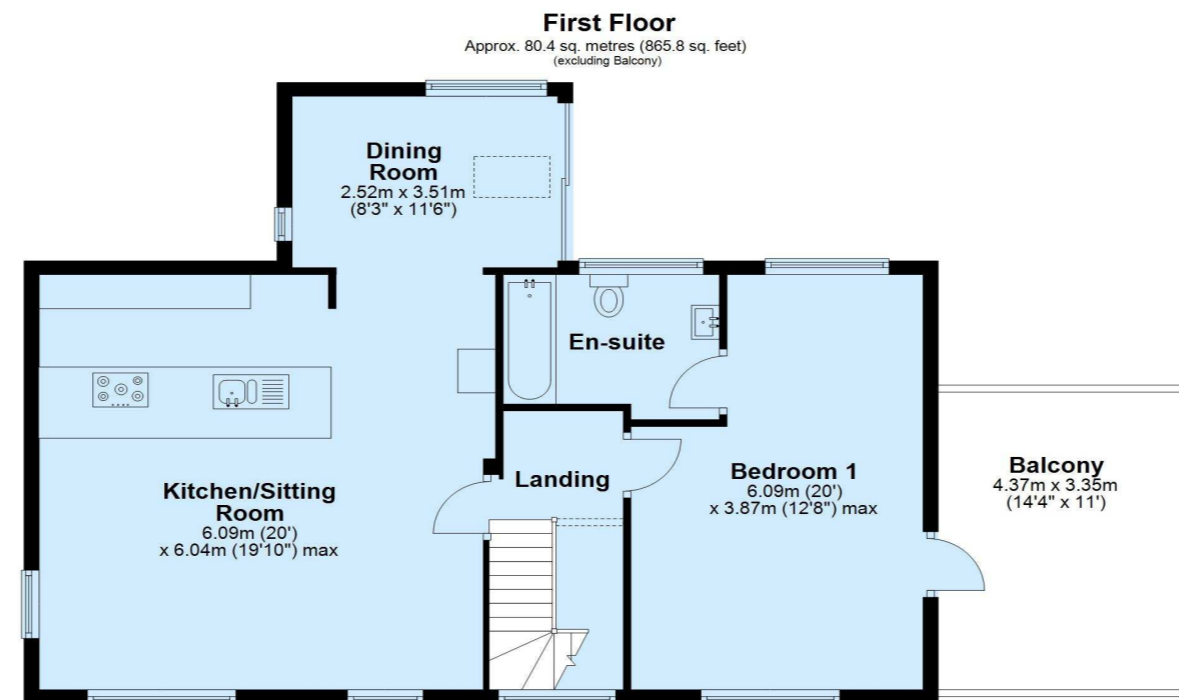 First Floor
Approx. 80.4 sq. metres (865.8 sq. feet)
(excluding Balcony)
Dining
Room
2.52m x 3.51m
(8'3" x 11'6")
En-suite
Landing
Kitchen/Sitting
Room
6.09m (20')
x 6.04m (19'10") max
Bedroom 1
6.09m (20')
x 3.87m (12'8") max
Balcony
4.37m x 3.35m
(14'4" x 11')